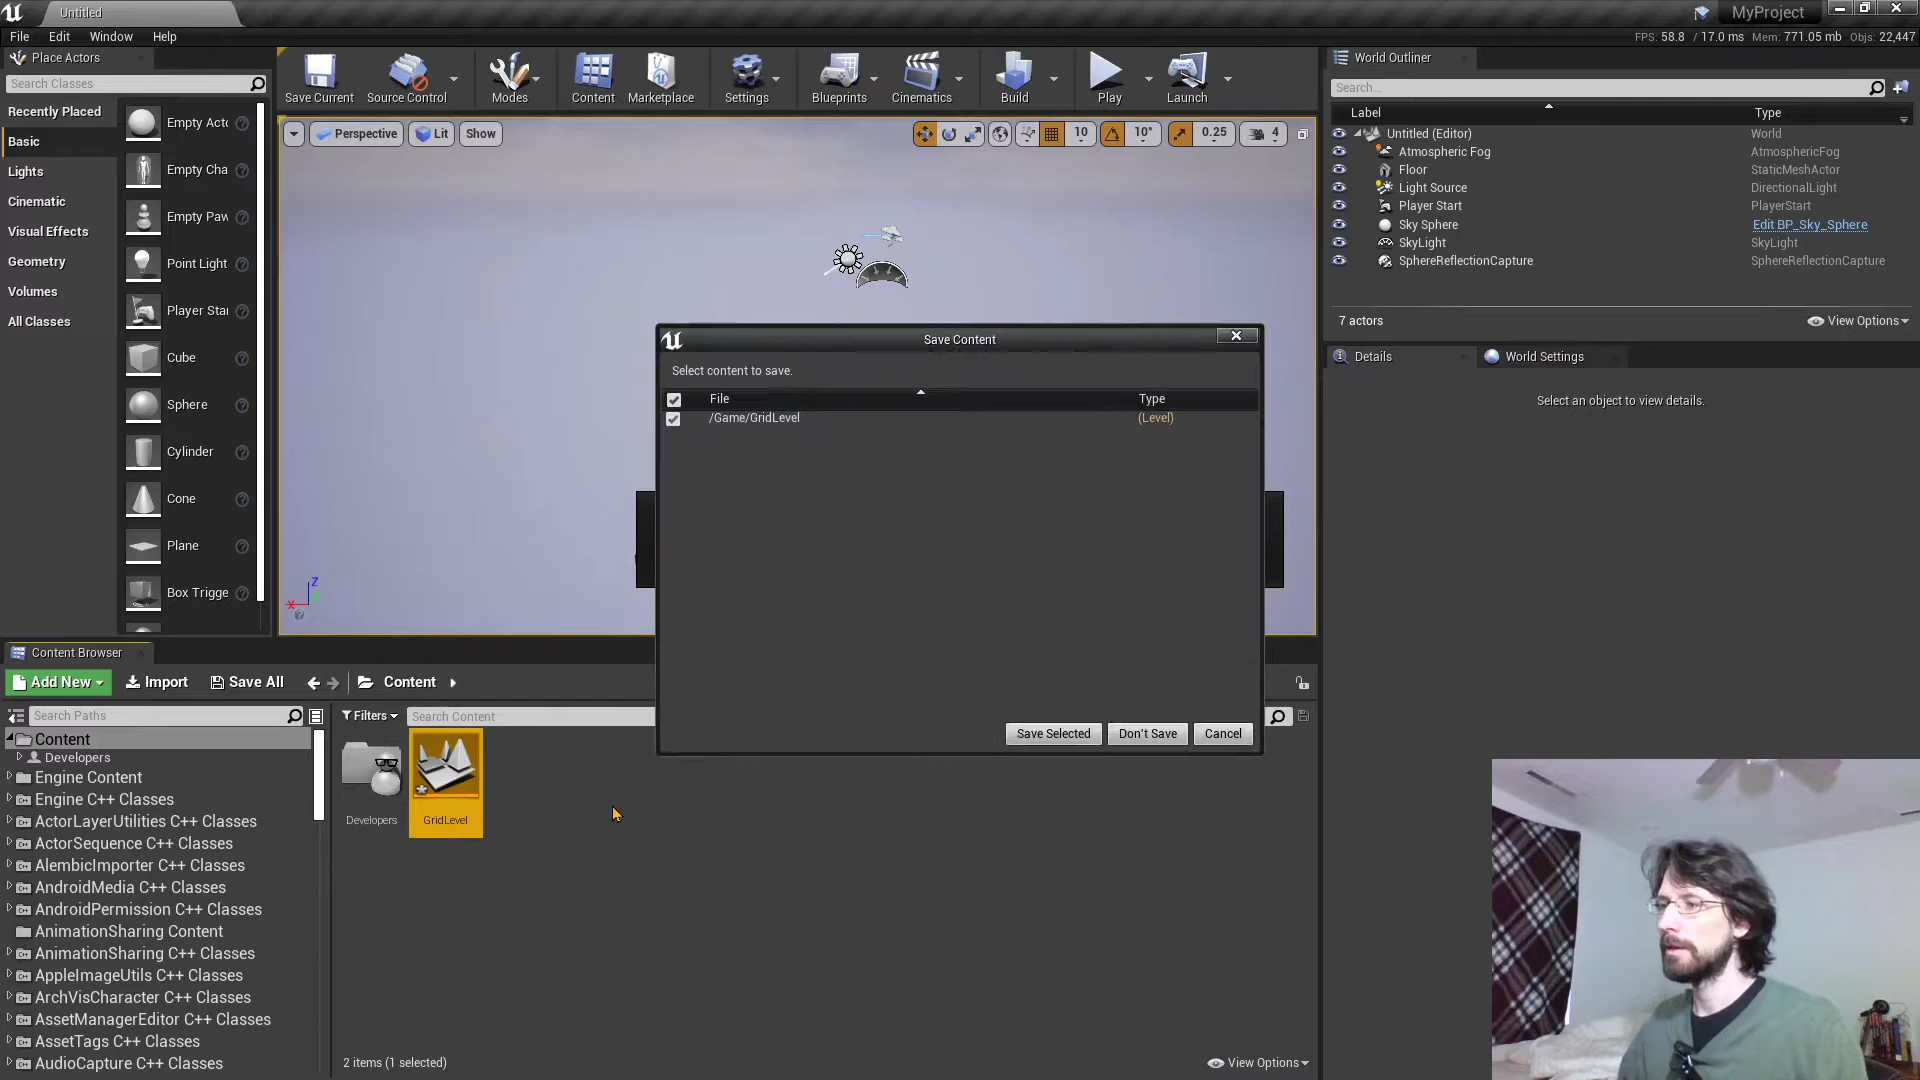 Untitled
MyProject
File Edit Window Help
FPS: 58.8 / 17.0 ms Mem: 771.05 mb Objs: 22,447
Place Actors
Search Classes
Recently Placed
Basic
Lights
Cinematic
Visual Effects
Geometry
Volumes
All Classes
Empty Acto
Empty Cha
Empty Paw
Point Light
Player Star
Cube
Sphere
Cylinder
Cone
Plane
Box Trigge
Save Current
Source Control
Modes
Content
Marketplace
Settings
Blueprints
Cinematics
Build
Play
Launch
Perspective Lit Show
10 10° 0.25 4
X Z
World Outliner
Search...
Label Type
Untitled (Editor) World
Atmospheric Fog AtmosphericFog
Floor StaticMeshActor
Light Source DirectionalLight
Player Start PlayerStart
Sky Sphere Edit BP_Sky_Sphere
SkyLight SkyLight
SphereReflectionCapture SphereReflectionCapture
7 actors View Options
Details World Settings
Select an object to view details.
Save Content
Select content to save.
File Type
/Game/GridLevel (Level)
Save Selected Don't Save Cancel
Content Browser
Add New Import Save All Content
Search Paths
Filters Search Content
Content
Developers
Engine Content
Engine C++ Classes
ActorLayerUtilities C++ Classes
ActorSequence C++ Classes
AlembicImporter C++ Classes
AndroidMedia C++ Classes
AndroidPermission C++ Classes
AnimationSharing Content
AnimationSharing C++ Classes
AppleImageUtils C++ Classes
ArchVisCharacter C++ Classes
AssetManagerEditor C++ Classes
AssetTags C++ Classes
AudioCapture C++ Classes
Developers GridLevel
2 items (1 selected)
View Options